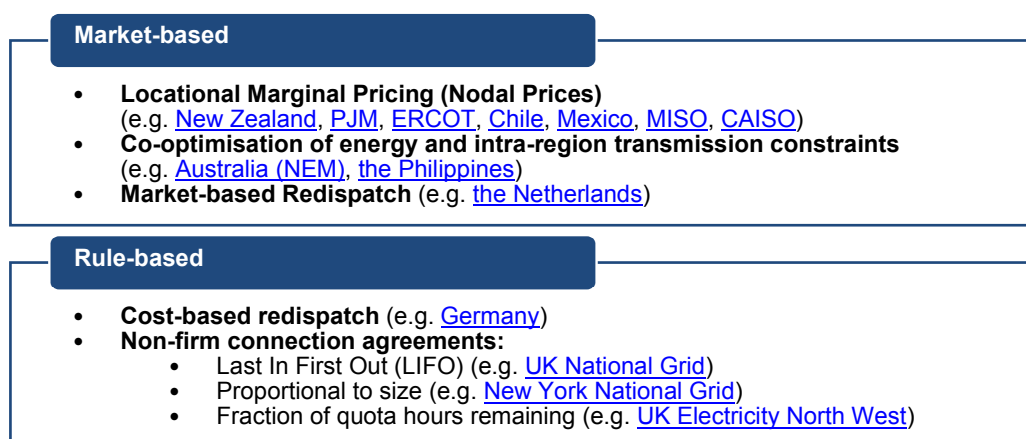 Market-based
• Locational Marginal Pricing (Nodal Prices)
(e.g. New Zealand, PJM, ERCOT, Chile, Mexico, MISO, CAISO)
• Co-optimisation of energy and intra-region transmission constraints
(e.g. Australia (NEM), the Philippines)
• Market-based Redispatch (e.g. the Netherlands)
Rule-based
• Cost-based redispatch (e.g. Germany)
• Non-firm connection agreements:
• Last In First Out (LIFO) (e.g. UK National Grid)
• Proportional to size (e.g. New York National Grid)
• Fraction of quota hours remaining (e.g. UK Electricity North West)